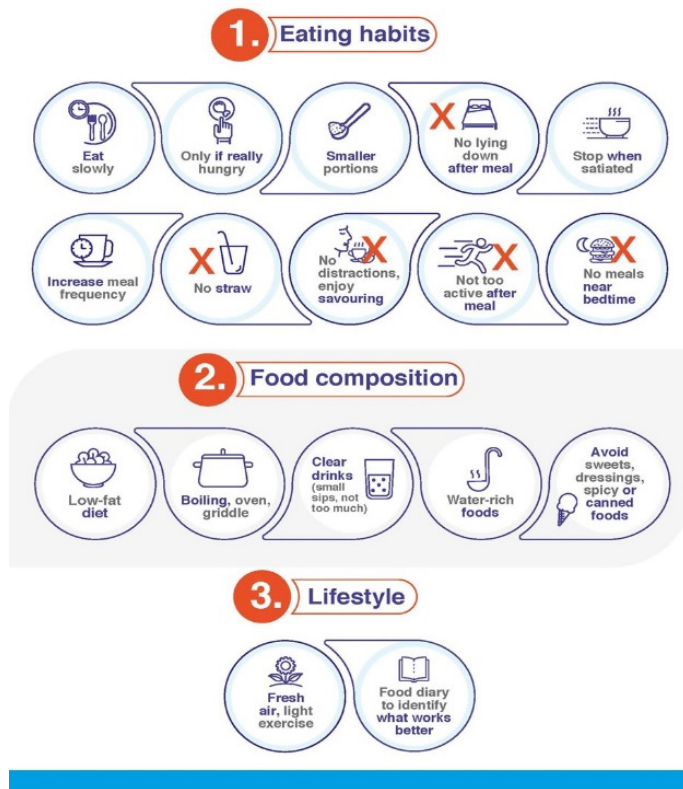 1. Eating habits
Eat
slowly
Only if really
hungry
Smaller
portions
No lying
down
after meal
Stop when
satiated
Increase meal
frequency
No straw
No
distractions,
enjoy
savouring
Not too
active after
meal
No meals
near
bedtime
2. Food composition
Low-fat
diet
Boiling, oven,
griddle
Clear
drinks
(small
sips, not
too much)
Water-rich
foods
Avoid
sweets,
dressings,
spicy or
canned
foods
3. Lifestyle
Fresh
air, light
exercise
Food diary
to identify
what works
better